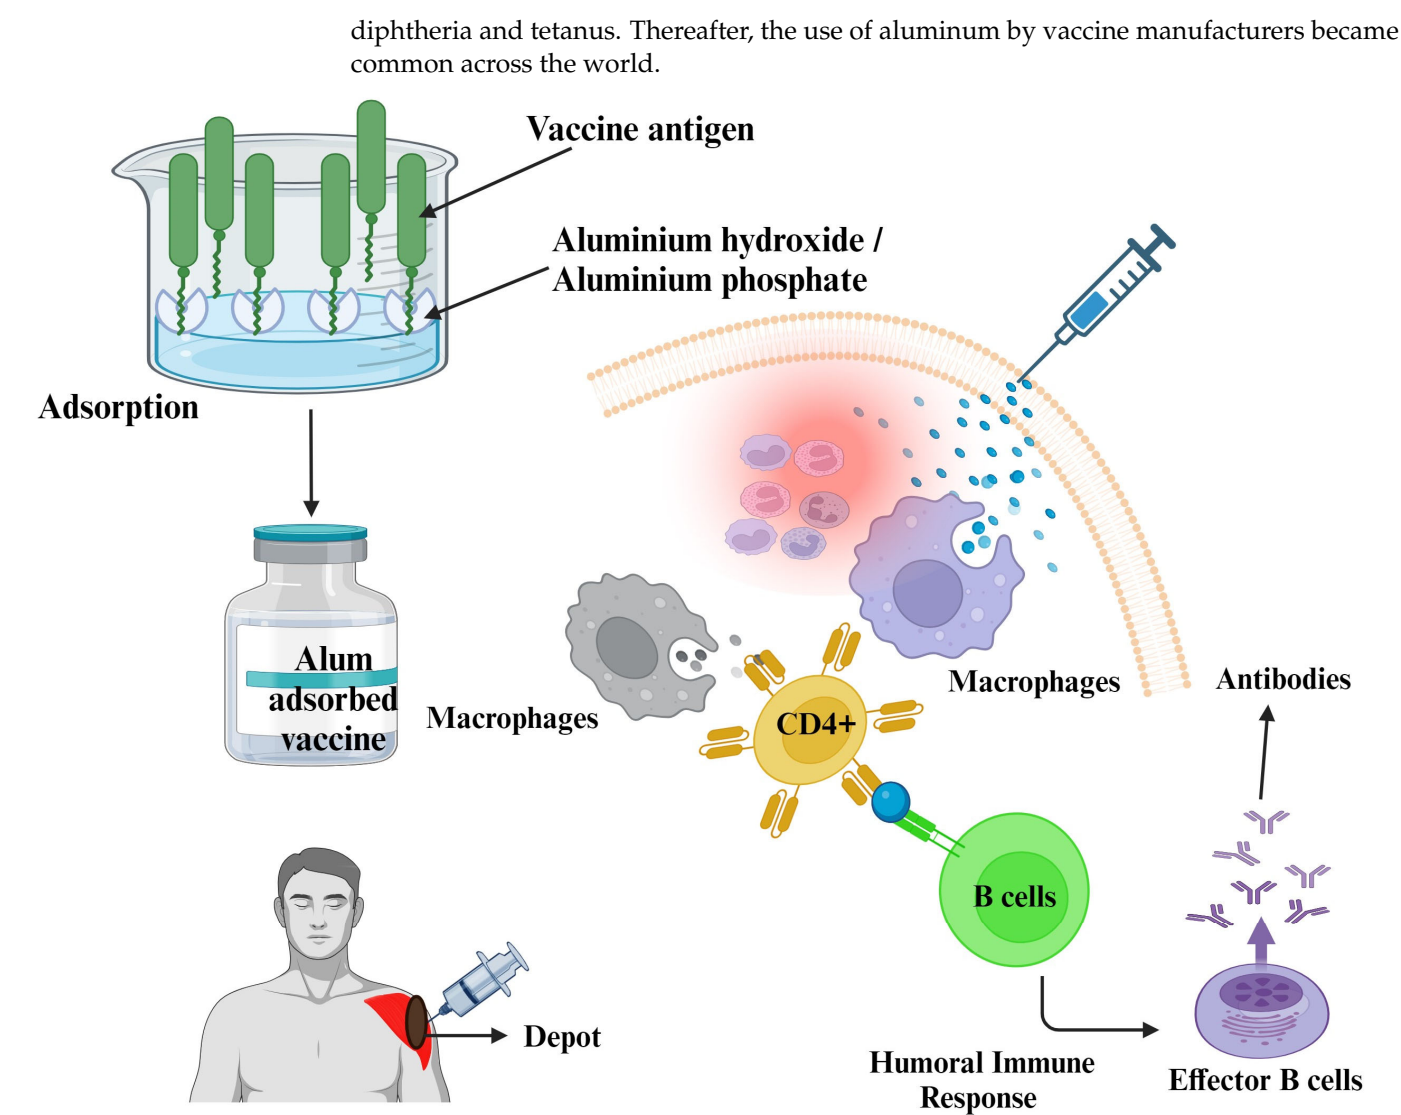 diphtheria and tetanus. Thereafter, the use of aluminum by vaccine manufacturers became
common across the world.
Vaccine antigen
Aluminium hydroxide /
Aluminium phosphate
Adsorption
Alum
adsorbed
vaccine
Macrophages
Macrophages
CD4+
Antibodies
B cells
Depot
Humoral Immune
Response
Effector B cells